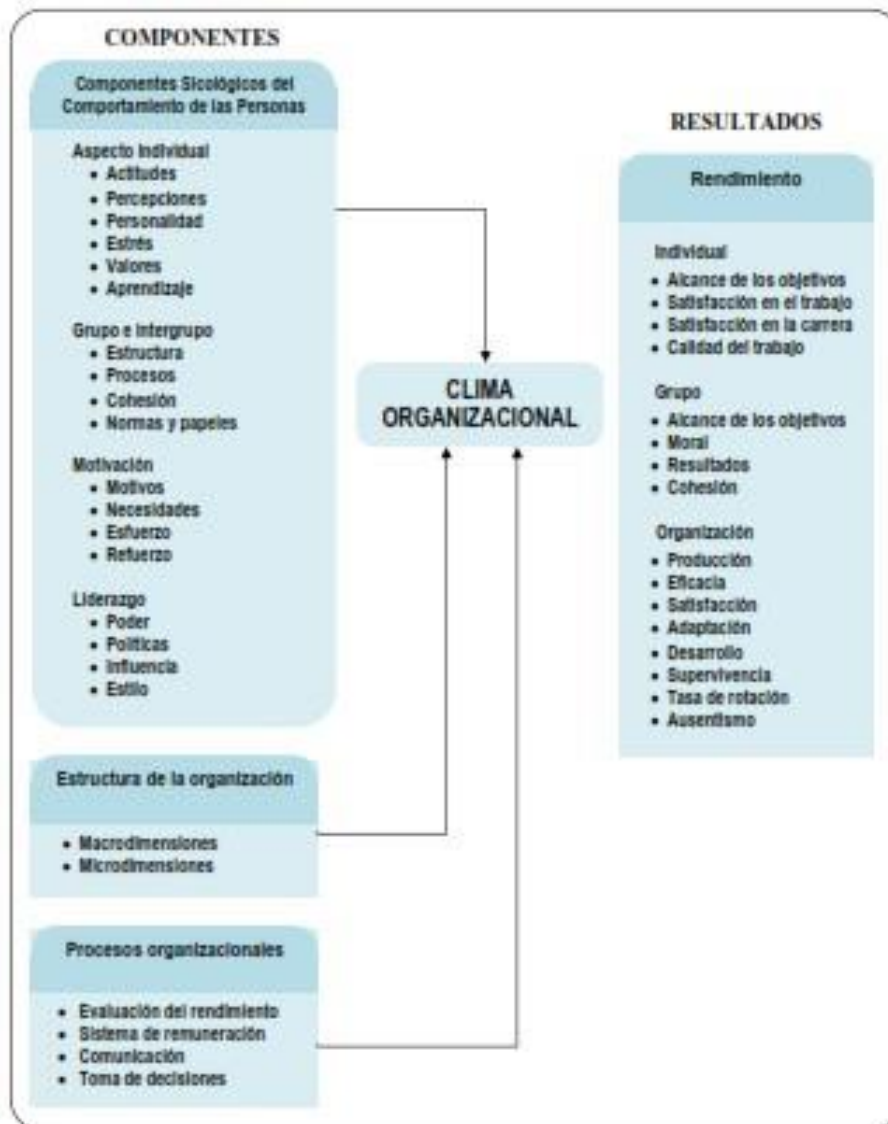 COMPONENTES
Componentes Sicológicos del
Comportamiento de las Personas
Aspecto Individual
• Actitudes
• Percepciones
• Personalidad
• Estrés
• Valores
• Aprendizaje
Grupo e Intergrupo
• Estructura
• Procesos
• Cohesión
• Normas y papeles
Motivación
• Motivos
• Necesidades
• Esfuerzo
• Refuerzo
Liderazgo
• Poder
• Políticas
• Influencia
• Estilo
Estructura de la organización
• Macrodimensiones
• Microdimensiones
Procesos organizacionales
• Evaluación del rendimiento
• Sistema de remuneración
• Comunicación
• Toma de decisiones
CLIMA
ORGANIZACIONAL
RESULTADOS
Rendimiento
Individual
• Alcance de los objetivos
• Satisfacción en el trabajo
• Satisfacción en la carrera
• Calidad del trabajo
Grupo
• Alcance de los objetivos
• Moral
• Resultados
• Cohesión
Organización
• Producción
• Eficacia
• Satisfacción
• Adaptación
• Desarrollo
• Supervivencia
• Tasa de rotación
• Ausentismo